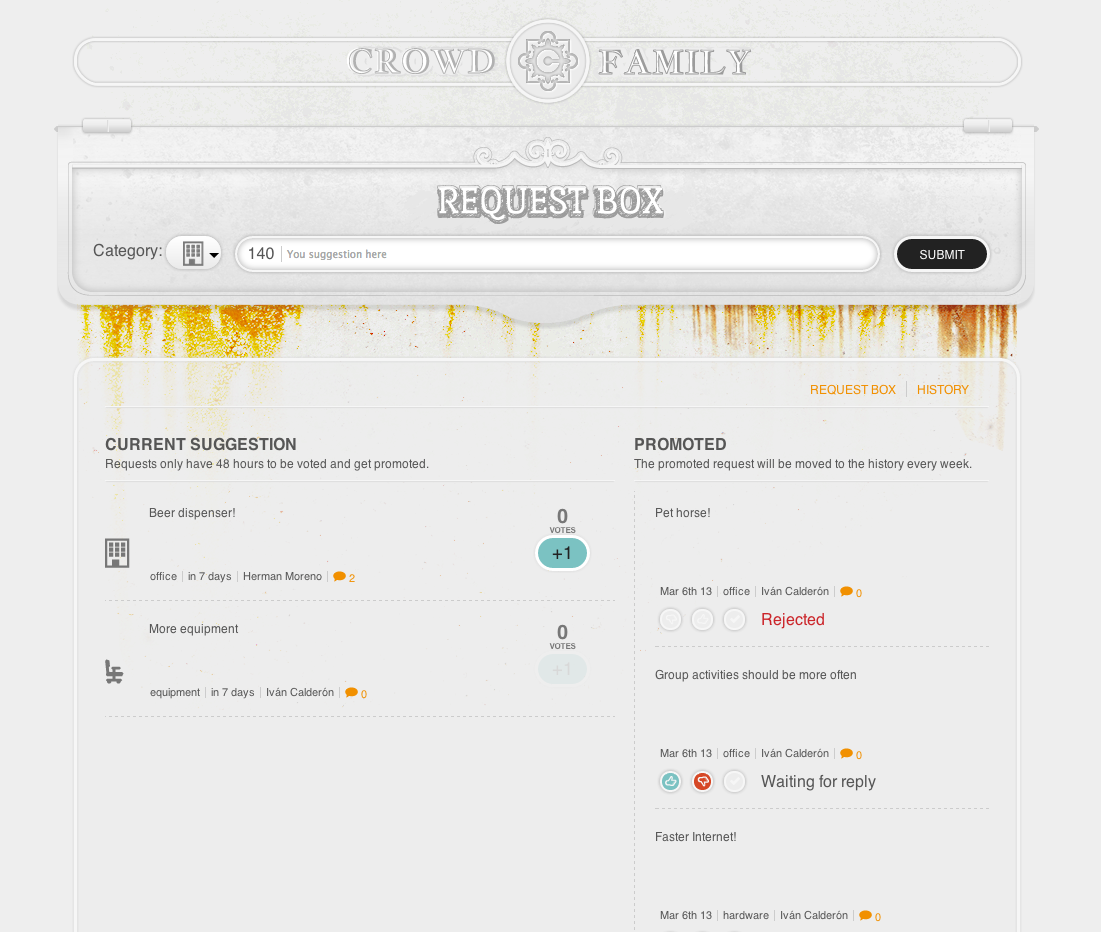 CROWD FAMILY
REQUEST BOX
Category:
140 You suggestion here
SUBMIT
REQUEST BOX HISTORY
CURRENT SUGGESTION
Requests only have 48 hours to be voted and get promoted.
Beer dispenser!
0
VOTES
+1
office in 7 days Herman Moreno 2
More equipment
0
VOTES
+1
equipment in 7 days Iván Calderón 0
PROMOTED
The promoted request will be moved to the history every week.
Pet horse!
Mar 6th 13 office Iván Calderón 0
Rejected
Group activities should be more often
Mar 6th 13 office Iván Calderón 0
Waiting for reply
Faster Internet!
Mar 6th 13 hardware Iván Calderón 0